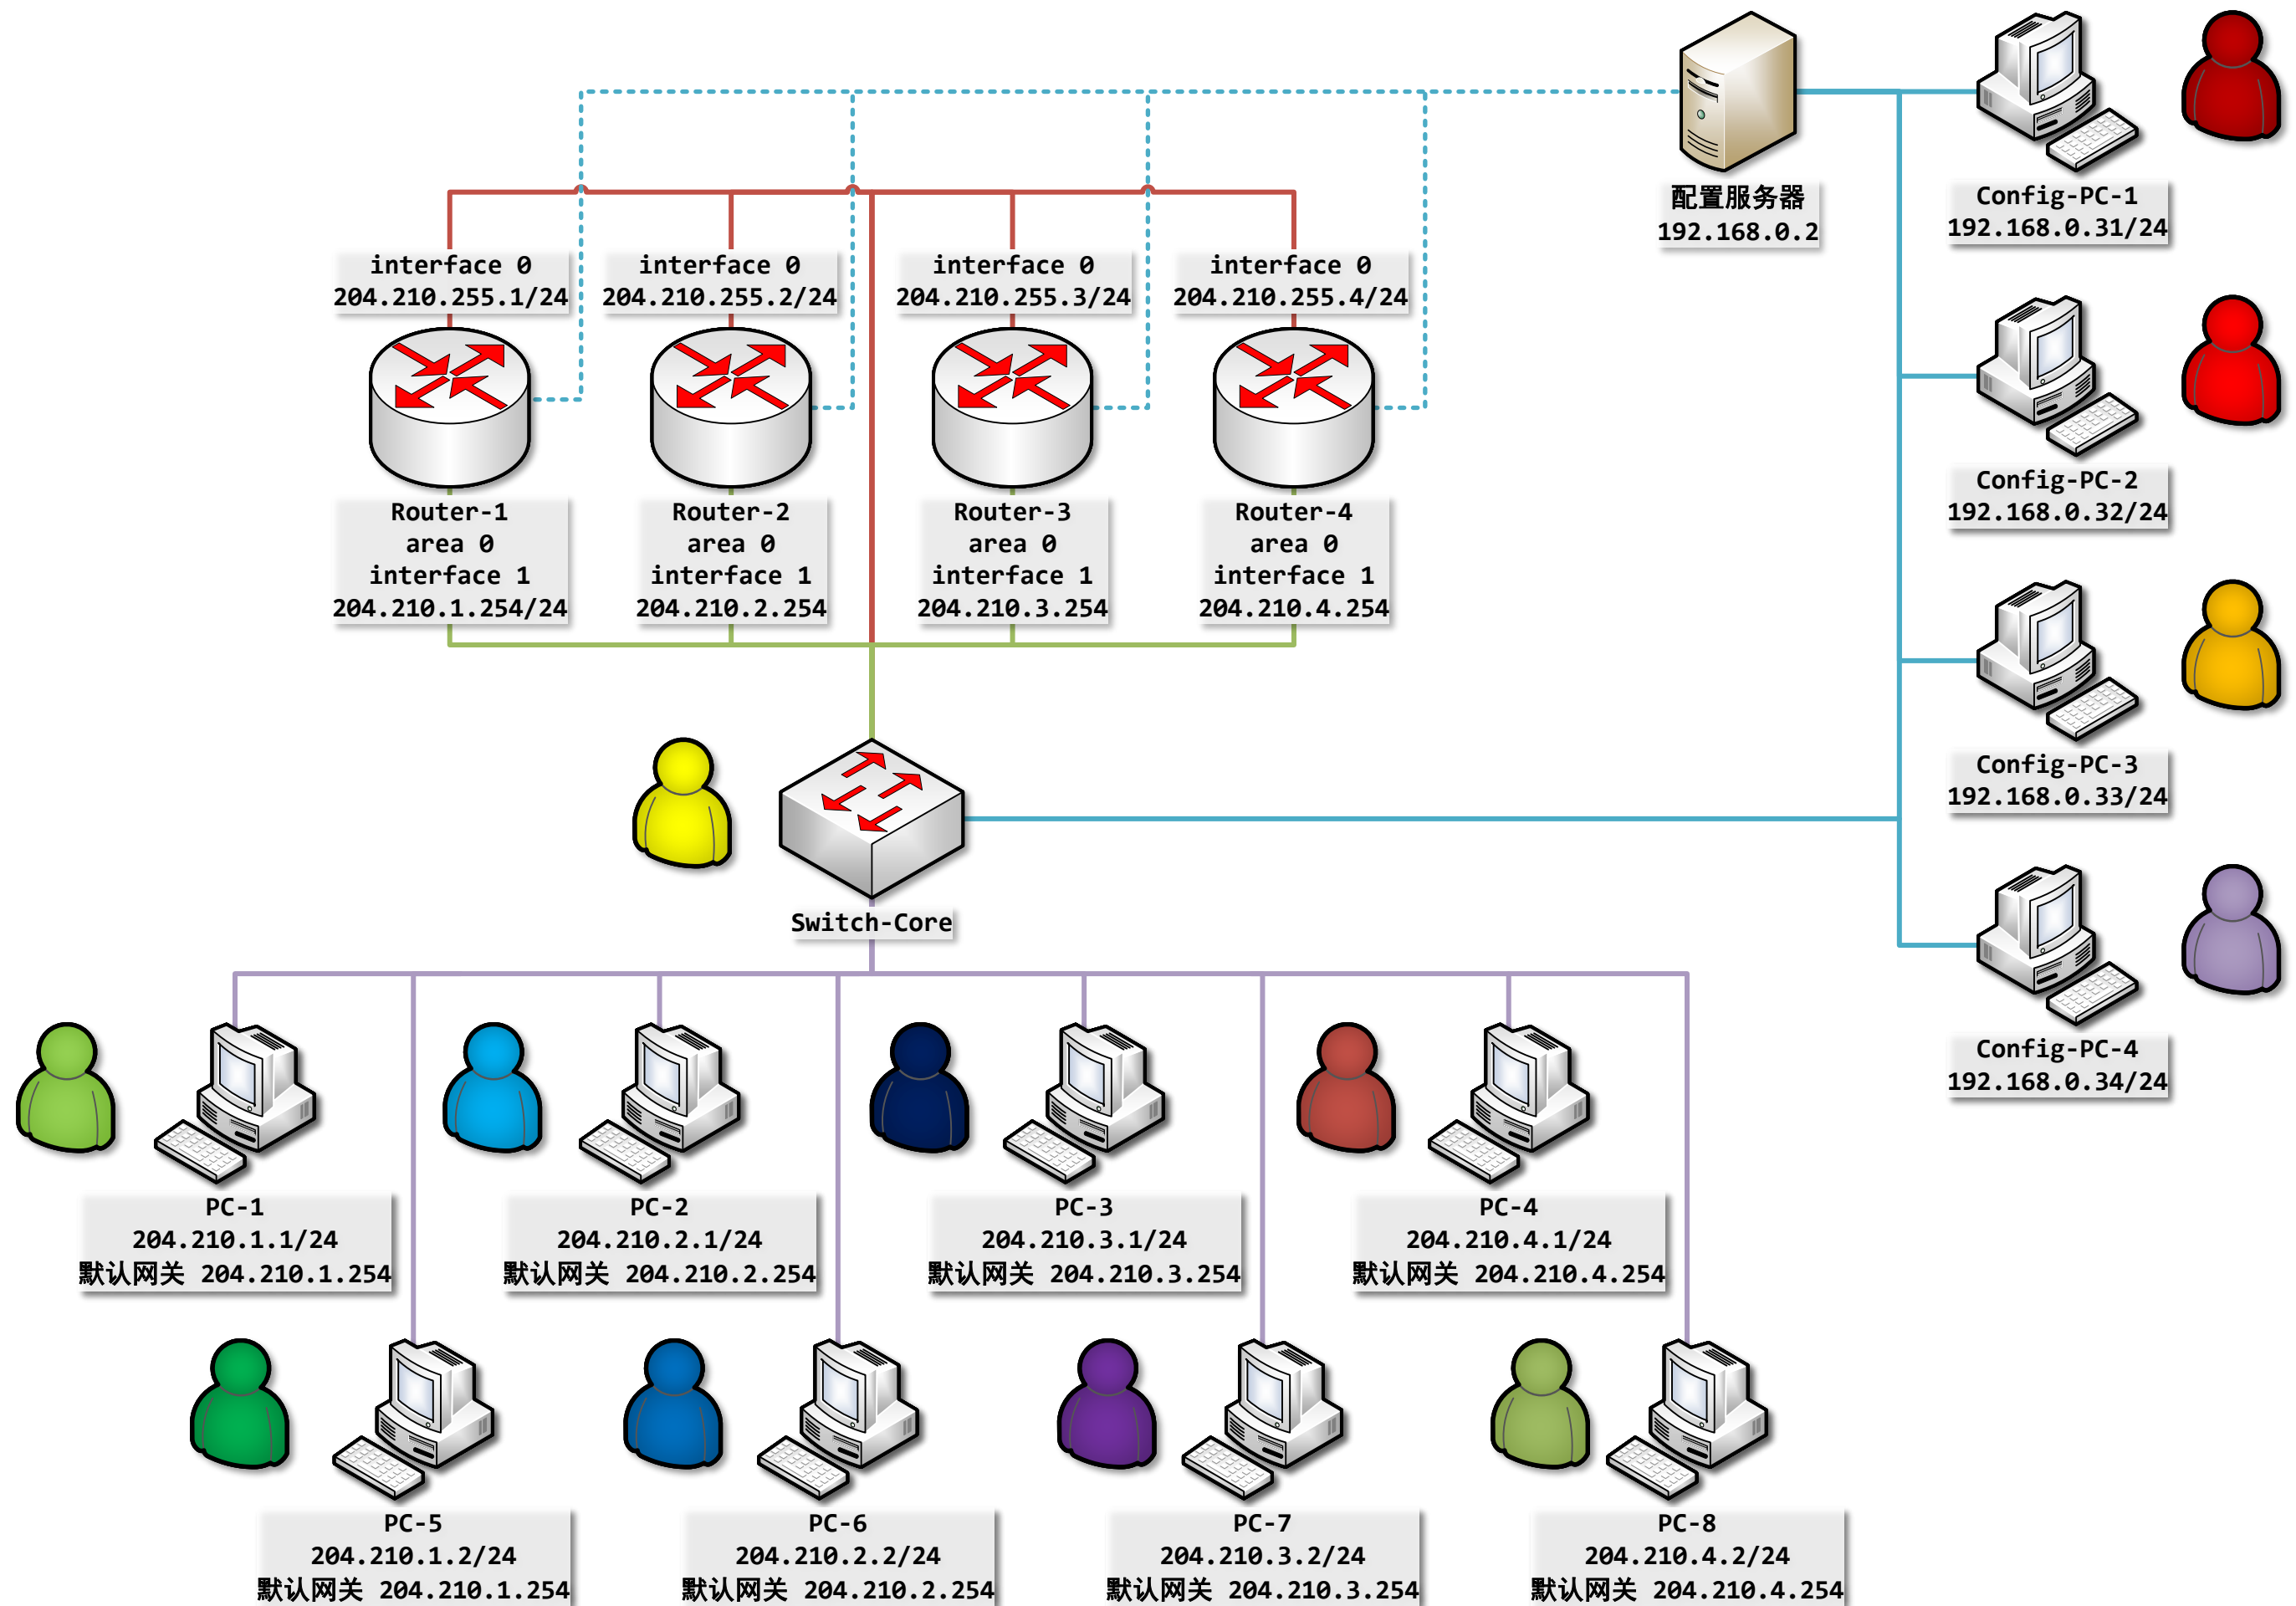 配置服务器
192.168.0.2
Config-PC-1
192.168.0.31/24
interface 0
204.210.255.1/24
interface 0
204.210.255.2/24
interface 0
204.210.255.3/24
interface 0
204.210.255.4/24
Config-PC-2
192.168.0.32/24
Router-1
area 0
interface 1
204.210.1.254/24
Router-2
area 0
interface 1
204.210.2.254
Router-3
area 0
interface 1
204.210.3.254
Router-4
area 0
interface 1
204.210.4.254
Config-PC-3
192.168.0.33/24
Switch-Core
Config-PC-4
192.168.0.34/24
PC-1
204.210.1.1/24
默认网关 204.210.1.254
PC-2
204.210.2.1/24
默认网关 204.210.2.254
PC-3
204.210.3.1/24
默认网关 204.210.3.254
PC-4
204.210.4.1/24
默认网关 204.210.4.254
PC-5
204.210.1.2/24
默认网关 204.210.1.254
PC-6
204.210.2.2/24
默认网关 204.210.2.254
PC-7
204.210.3.2/24
默认网关 204.210.3.254
PC-8
204.210.4.2/24
默认网关 204.210.4.254